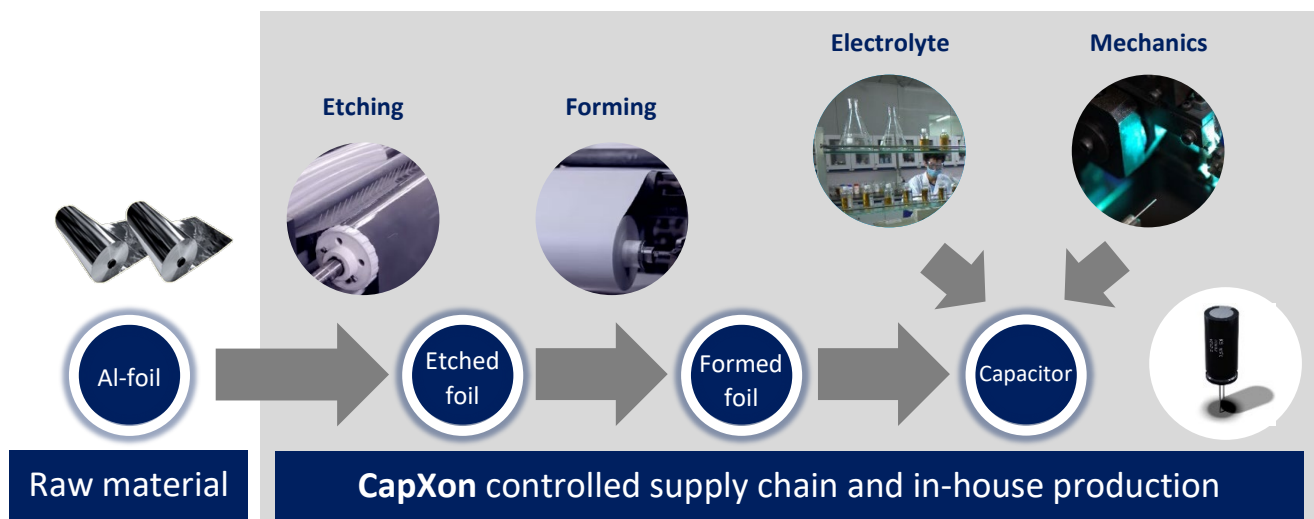 Electrolyte
Mechanics
Etching
Forming
Al-foil
Etched
foil
Formed
foil
Capacitor
Raw material
CapXon controlled supply chain and in-house production